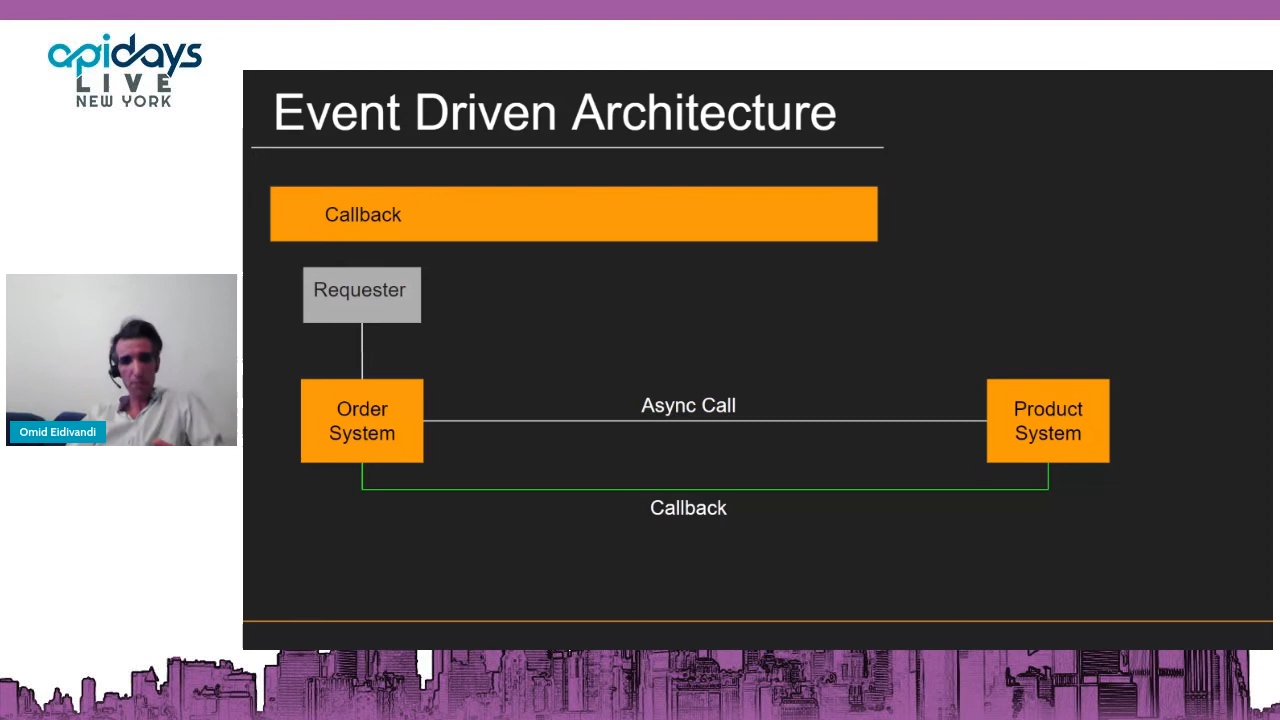 apidays
LIVE
NEW YORK
Event Driven Architecture
Callback
Requester
Order
System
Async Call
Product
System
Callback
Omid Eidivandi